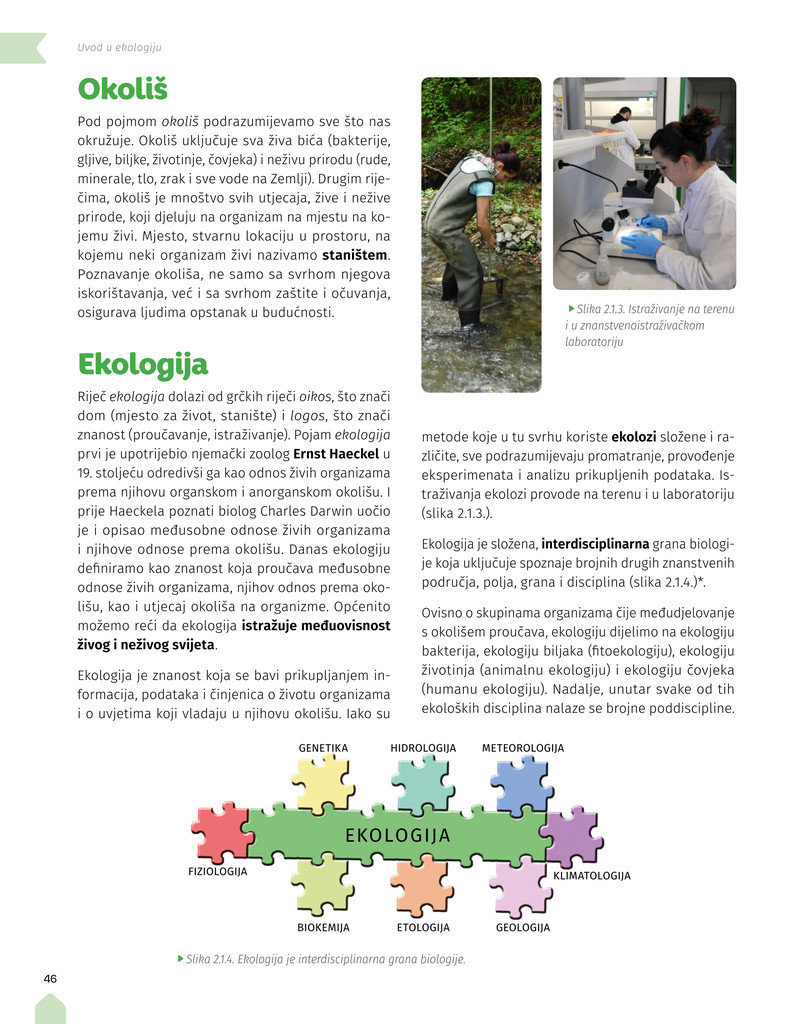 Uvod u ekologiju
Okoliš
Pod pojmom okoliš podrazumijevamo sve što nas
okružuje. Okoliš uključuje sva živa bića (bakterije,
gljive, biljke, životinje, čovjeka) i neživu prirodu (rude,
minerale, tlo, zrak i sve vode na Zemlji). Drugim rije-
čima, okoliš je mnoštvo svih utjecaja, žive i nežive
prirode, koji djeluju na organizam na mjestu na ko-
jemu živi. Mjesto, stvarnu lokaciju u prostoru, na
kojemu neki organizam živi nazivamo staništem.
Poznavanje okoliša, ne samo sa svrhom njegova
iskorištavanja, već i sa svrhom zaštite i očuvanja,
osigurava ljudima opstanak u budućnosti.
Ekologija
Riječ ekologija dolazi od grčkih riječi oikos, što znači
dom (mjesto za život, stanište) i logos, što znači
znanost (proučavanje, istraživanje). Pojam ekologija
prvi je upotrijebio njemački zoolog Ernst Haeckel u
19. stoljeću odredivši ga kao odnos živih organizama
prema njihovu organskom i anorganskom okolišu. I
prije Haeckela poznati biolog Charles Darwin uočio
je i opisao međusobne odnose živih organizama
i njihove odnose prema okolišu. Danas ekologiju
definiramo kao znanost koja proučava međusobne
odnose živih organizama, njihov odnos prema oko-
lišu, kao i utjecaj okoliša na organizme. Općenito
možemo reći da ekologija istražuje međuovisnost
živog i neživog svijeta.
Ekologija je znanost koja se bavi prikupljanjem in-
formacija, podataka i činjenica o životu organizama
i o uvjetima koji vladaju u njihovu okolišu. Iako su
Slika 2.1.3. Istraživanje na terenu
i u znanstvenoistraživačkom
laboratoriju
metode koje u tu svrhu koriste ekolozi složene i ra-
zličite, sve podrazumijevaju promatranje, provođenje
eksperimenata i analizu prikupljenih podataka. Is-
traživanja ekolozi provode na terenu i u laboratoriju
(slika 2.1.3.).
Ekologija je složena, interdisciplinarna grana biologi-
je koja uključuje spoznaje brojnih drugih znanstvenih
područja, polja, grana i disciplina (slika 2.1.4.)*.
Ovisno o skupinama organizama čije međudjelovanje
s okolišem proučava, ekologiju dijelimo na ekologiju
bakterija, ekologiju biljaka (fitoekologiju), ekologiju
životinja (animalnu ekologiju) i ekologiju čovjeka
(humanu ekologiju). Nadalje, unutar svake od tih
ekoloških disciplina nalaze se brojne poddiscipline.
GENETIKA
HIDROLOGIJA
METEOROLOGIJA
EKOLOGIJA
FIZIOLOGIJA
KLIMATOLOGIJA
BIOKEMIJA
ETOLOGIJA
GEOLOGIJA
Slika 2.1.4. Ekologija je interdisciplinarna grana biologije.
46